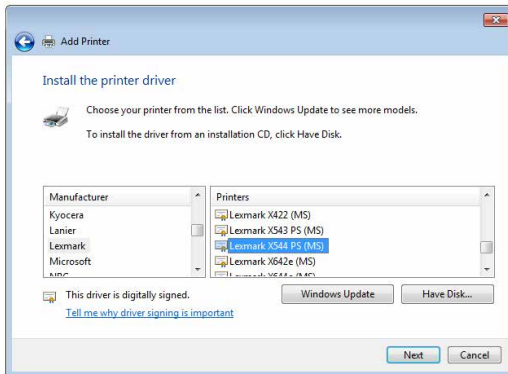 Add Printer
Install the printer driver
Choose your printer from the list. Click Windows Update to see more models.
To install the driver from an installation CD, click Have Disk.
Manufacturer
Kyocera
Lanier
Lexmark
Microsoft
Printers
Lexmark X422 (MS)
Lexmark X543 PS (MS)
Lexmark X544 PS (MS)
Lexmark X642e (MS)
This driver is digitally signed.
Tell me why driver signing is important
Windows Update
Have Disk...
Next
Cancel